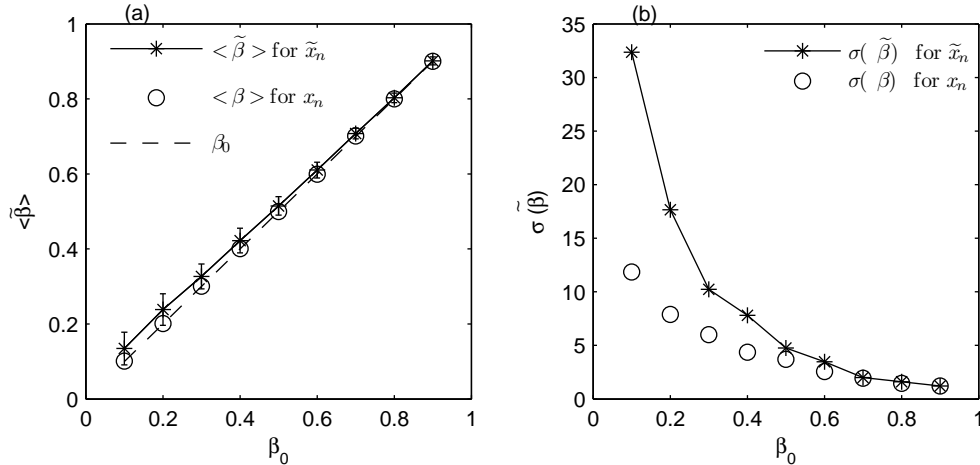 (a)
< β̃ > for x̃ₙ
< β > for xₙ
β₀
1
0.8
0.6
0.4
0.2
0
<β̃>
0 0.2 0.4 0.6 0.8 1
β₀
(b)
σ( β̃) for x̃ₙ
σ( β) for xₙ
35
30
25
20
15
10
5
0
σ (β̃)
0 0.2 0.4 0.6 0.8 1
β₀